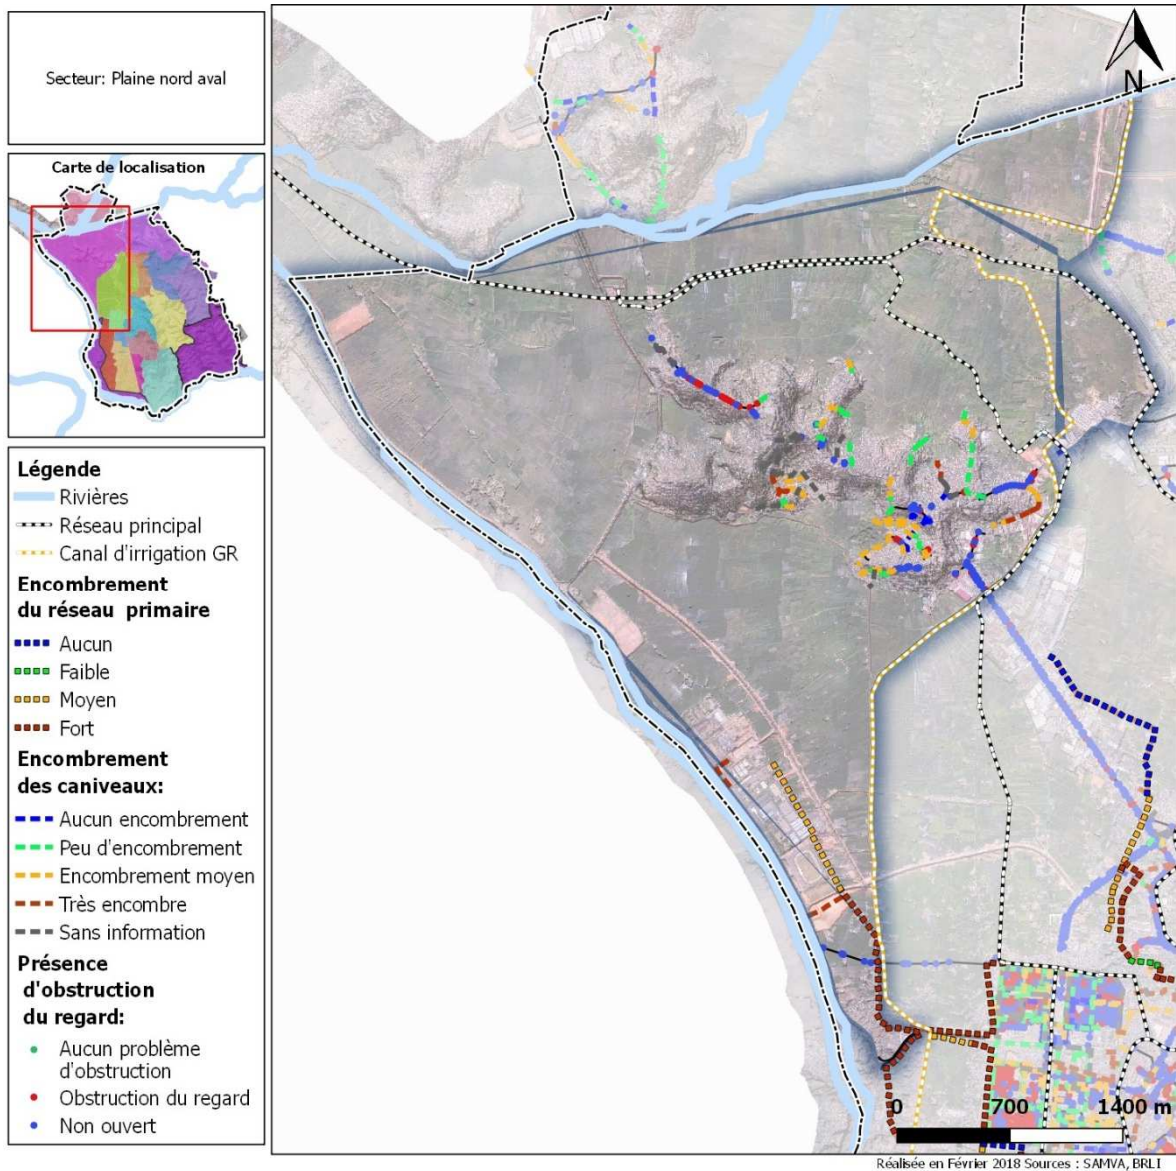 Secteur: Plaine nord aval
Carte de localisation
Légende
Rivières
Réseau principal
Canal d'irrigation GR
Encombrement
du réseau primaire
Aucun
Faible
Moyen
Fort
Encombrement
des caniveaux:
Aucun encombrement
Peu d'encombrement
Encombrement moyen
Très encombre
Sans information
Présence
d'obstruction
du regard:
Aucun problème
d'obstruction
Obstruction du regard
Non ouvert
N
0 700 1400 m
Réalisée en Février 2018 Sources : SAMVA, BRLI